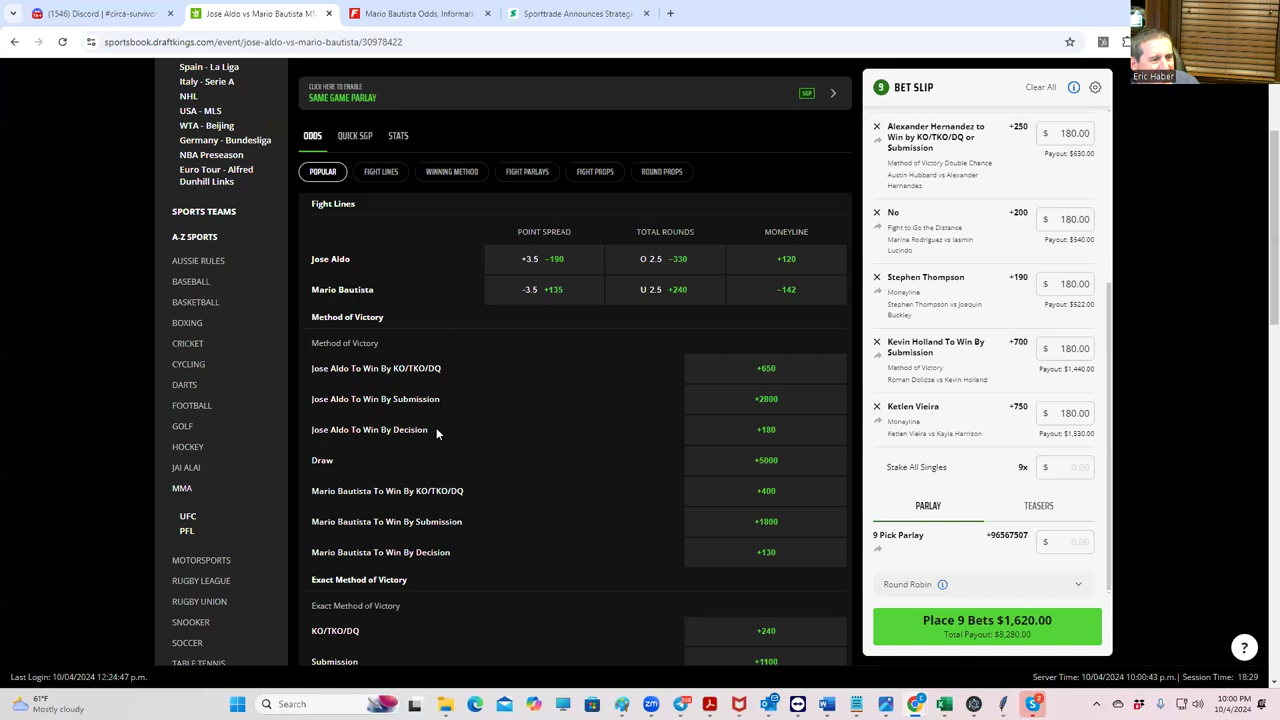 (1546) Discord | #circa-survivor
Jose Aldo vs Mario Bautista MM
Mario Bautista Odds, Informati
Sporttrade Announces Strate
sportsbook.draftkings.com/event/jose-aldo-vs-mario-bautista/30978422
Eric Haber
Spain - La Liga
Italy - Serie A
NHL
USA - MLS
WTA - Beijing
Germany - Bundesliga
NBA Preseason
Euro Tour - Alfred
Dunhill Links
SPORTS TEAMS
A-Z SPORTS
AUSSIE RULES
BASEBALL
BASKETBALL
BOXING
CRICKET
CYCLING
DARTS
FOOTBALL
GOLF
HOCKEY
JAI ALAI
MMA
UFC
PFL
MOTORSPORTS
RUGBY LEAGUE
RUGBY UNION
SNOOKER
SOCCER
TABLE TENNIS
CLICK HERE TO ENABLE
SAME GAME PARLAY
SGP
ODDS QUICK SGP STATS
POPULAR FIGHT LINES WINNING METHOD FIGHT PARLAYS FIGHT PROPS ROUND PROPS
Fight Lines
POINT SPREAD TOTAL ROUNDS MONEYLINE
Jose Aldo +3.5 −190 O 2.5 −330 +120
Mario Bautista -3.5 +135 U 2.5 +240 −142
Method of Victory
Method of Victory
Jose Aldo To Win By KO/TKO/DQ +650
Jose Aldo To Win By Submission +2800
Jose Aldo To Win By Decision +180
Draw +5000
Mario Bautista To Win By KO/TKO/DQ +400
Mario Bautista To Win By Submission +1800
Mario Bautista To Win By Decision +130
Exact Method of Victory
Exact Method of Victory
KO/TKO/DQ +240
Submission +1100
9 BET SLIP Clear All
Alexander Hernandez to +250 $ 180.00
Win by KO/TKO/DQ or Payout: $630.00
Submission
Method of Victory Double Chance
Austin Hubbard vs Alexander
Hernandez
No +200 $ 180.00
Fight to Go the Distance Payout: $540.00
Marina Rodriguez vs Iasmin
Lucindo
Stephen Thompson +190 $ 180.00
Moneyline Payout: $522.00
Stephen Thompson vs Joaquin
Buckley
Kevin Holland To Win By +700 $ 180.00
Submission
Method of Victory Payout: $1,440.00
Roman Dolidze vs Kevin Holland
Ketlen Vieira +750 $ 180.00
Moneyline
Ketlen Vieira vs Kayla Harrison Payout: $1,530.00
Stake All Singles 9x $ 0.00
PARLAY TEASERS
9 Pick Parlay +96567507 $ 0.00
Round Robin
Place 9 Bets $1,620.00
Total Payout: $8,280.00
?
Last Login: 10/04/2024 12:24:47 p.m.
Server Time: 10/04/2024 10:00:43 p.m.| Session Time: 18:29
61°F
Mostly cloudy
Search
10:00 PM
10/4/2024